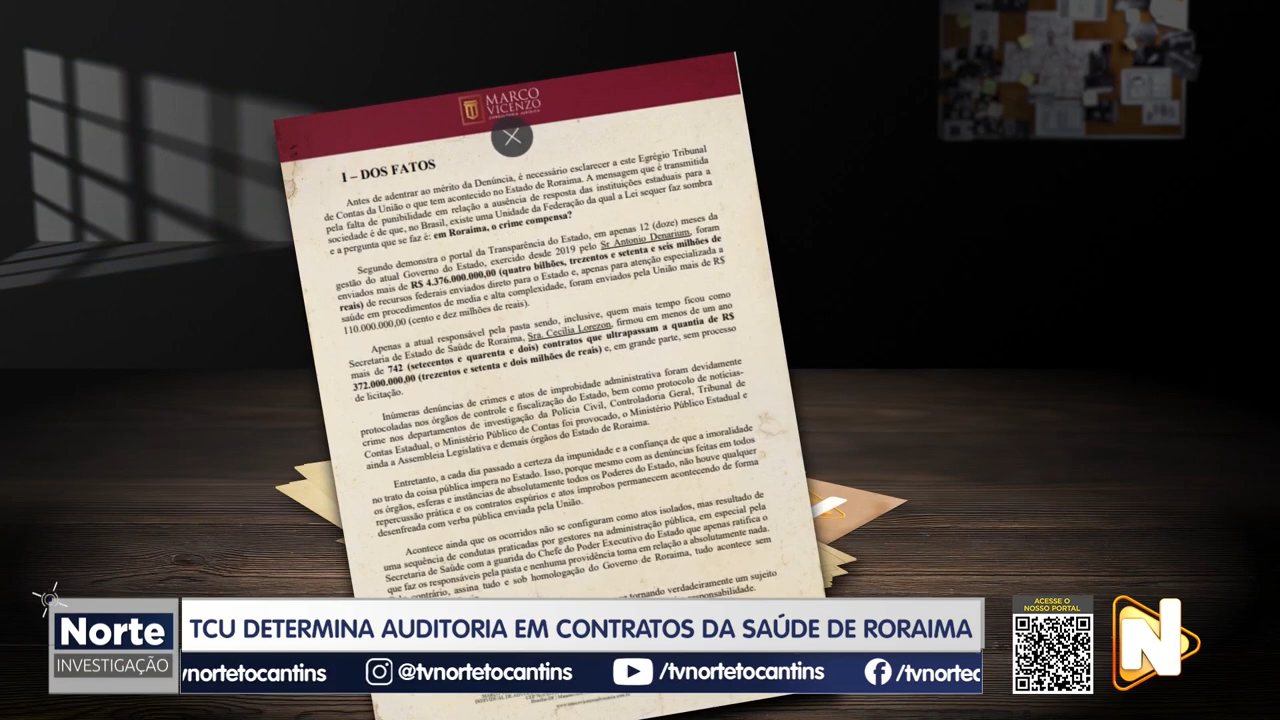 MARCO
VICENZO
CONSULTORIA JURÍDICA
I – DOS FATOS
Antes de adentrar ao mérito da Denúncia, é necessário esclarecer a este Egrégio Tribunal
de Contas da União o que tem acontecido no Estado de Roraima. A mensagem que é transmitida
pela falta de punibilidade em relação a ausência de resposta das instituições estaduais para a
sociedade é de que, no Brasil, existe uma Unidade da Federação da qual a Lei sequer faz sombra
e a pergunta que se faz é: em Roraima, o crime compensa?
Segundo demonstra o portal da Transparência do Estado, em apenas 12 (doze) meses da
gestão do atual Governo do Estado, exercido desde 2019 pelo Sr Antonio Denarium, foram
enviados mais de R$ 4.376.000.000,00 (quatro bilhões, trezentos e setenta e seis milhões de
reais) de recursos federais enviados direto para o Estado e, apenas para atenção especializada a
saúde em procedimentos de media e alta complexidade, foram enviados pela União mais de R$
110.000.000,00 (cento e dez milhões de reais).
Apenas a atual responsável pela pasta sendo, inclusive, quem mais tempo ficou como
Secretaria de Estado de Saúde de Roraima, Sra. Cecilia Lorezon, firmou em menos de um ano
mais de 742 (setecentos e quarenta e dois) contratos que ultrapassam a quantia de R$
372.000.000,00 (trezentos e setenta e dois milhões de reais) e, em grande parte, sem processo
de licitação.
Inúmeras denúncias de crimes e atos de improbidade administrativa foram devidamente
protocoladas nos órgãos de controle e fiscalização do Estado, bem como protocolo de notícias-
crime nos departamentos de investigação da Policia Civil, Controladoria Geral, Tribunal de
Contas Estadual, o Ministério Público de Contas foi provocado, o Ministério Público Estadual e
ainda a Assembleia Legislativa e demais órgãos do Estado de Roraima.
Entretanto, a cada dia passado a certeza da impunidade e a confiança de que a imoralidade
no trato da coisa pública impera no Estado. Isso, porque mesmo com as denúncias feitas em todos
os órgãos, esferas e instâncias de absolutamente todos os Poderes do Estado, não houve qualquer
repercussão prática e os contratos espúrios e atos ímprobos permanecem acontecendo de forma
desenfreada com verba pública enviada pela União.
Acontece ainda que os ocorridos não se configuram como atos isolados, mas resultado de
uma sequência de condutas praticadas por gestores na administração pública, em especial pela
Secretaria de Saúde com a guarida do Chefe do Poder Executivo do Estado que apenas ratifica o
que faz os responsáveis pela pasta e nenhuma providência toma em relação a absolutamente nada.
contrário, assina tudo e sob homologação do Governo de Roraima, tudo acontece sem
tornando verdadeiramente um sujeito
responsabilidade.
Norte
INVESTIGAÇÃO
TCU DETERMINA AUDITORIA EM CONTRATOS DA SAÚDE DE RORAIMA
/nortetocantins @tvnortetocantins /tvnortetocantins /tvnortec
ACESSE O
NOSSO PORTAL
N